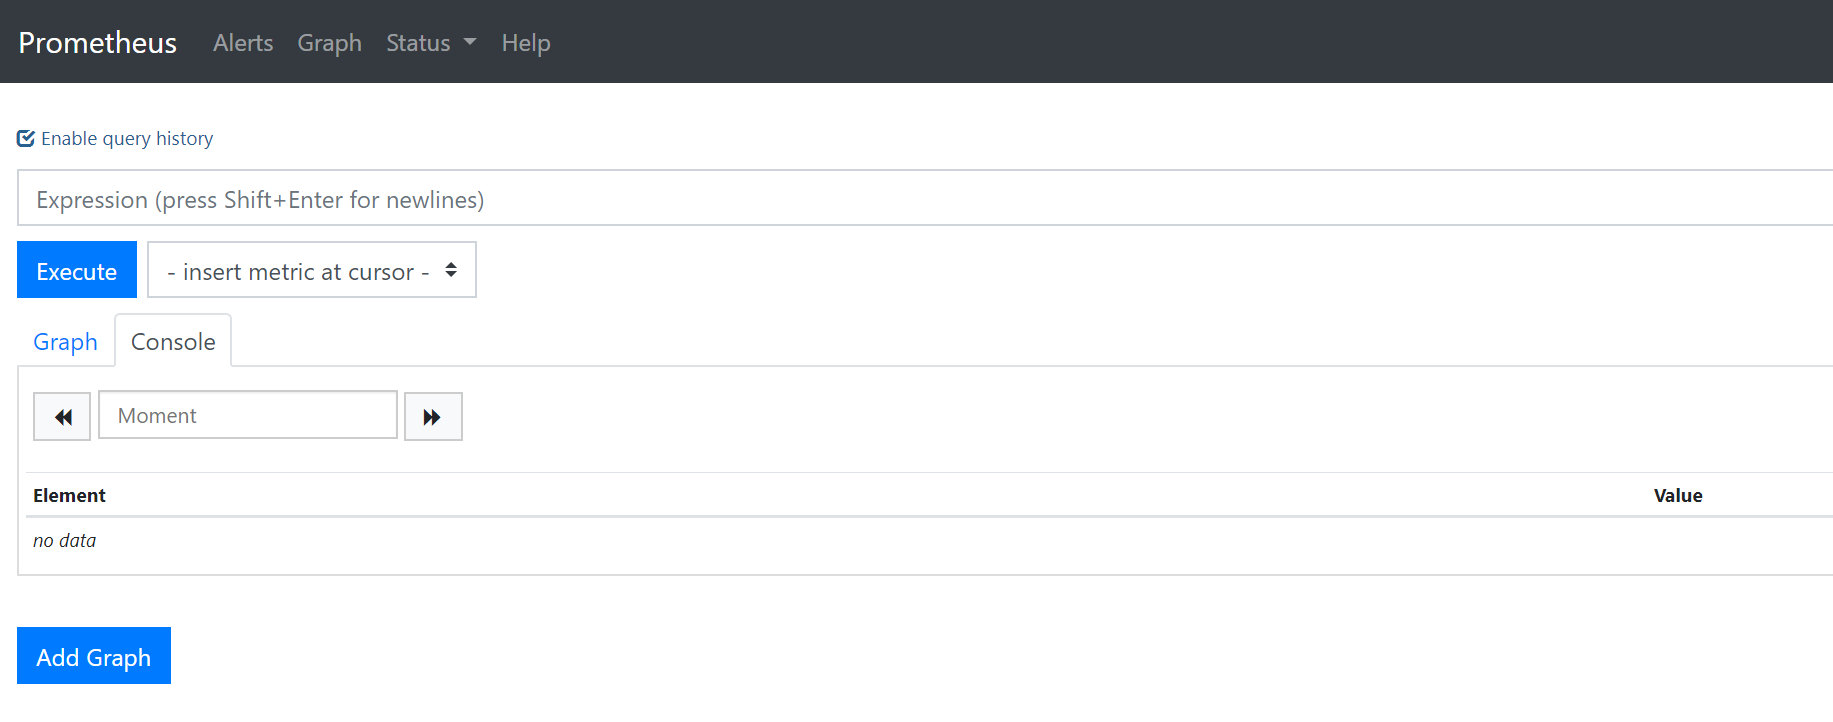 Prometheus Alerts Graph Status Help
Enable query history
Expression (press Shift+Enter for newlines)
Execute - insert metric at cursor -
Graph Console
Moment
Element Value
no data
Add Graph